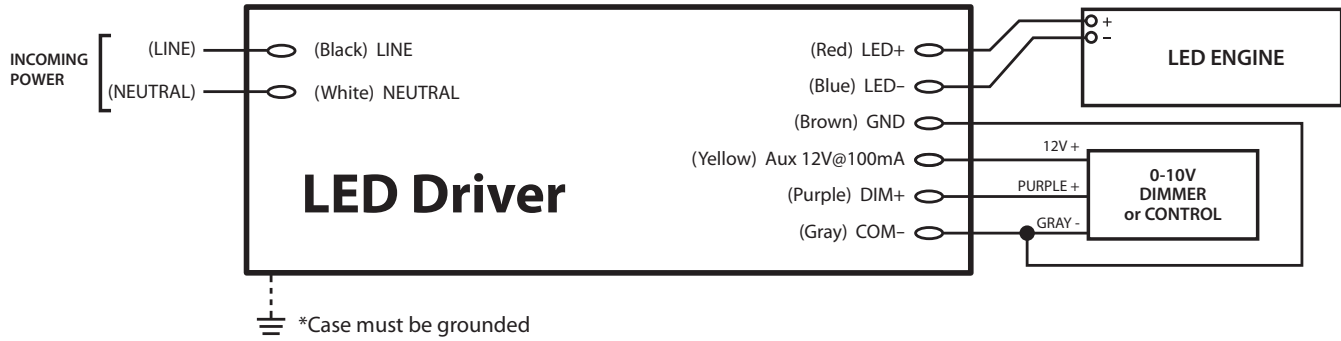 INCOMING
POWER
(LINE)
(NEUTRAL)
(Black) LINE
(White) NEUTRAL
LED Driver
(Red) LED+
(Blue) LED–
(Brown) GND
(Yellow) Aux 12V@100mA
(Purple) DIM+
(Gray) COM–
+
–
LED ENGINE
12V +
PURPLE +
GRAY -
0-10V
DIMMER
or CONTROL
*Case must be grounded